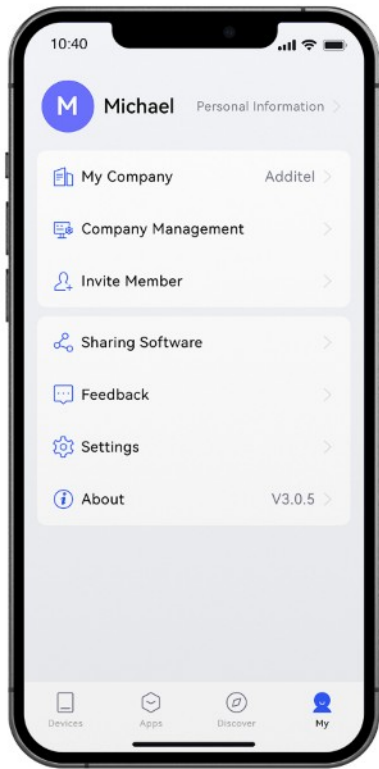 10:40
M Michael Personal Information
My Company Additel
Company Management
Invite Member
Sharing Software
Feedback
Settings
About V3.0.5
Devices Apps Discover My